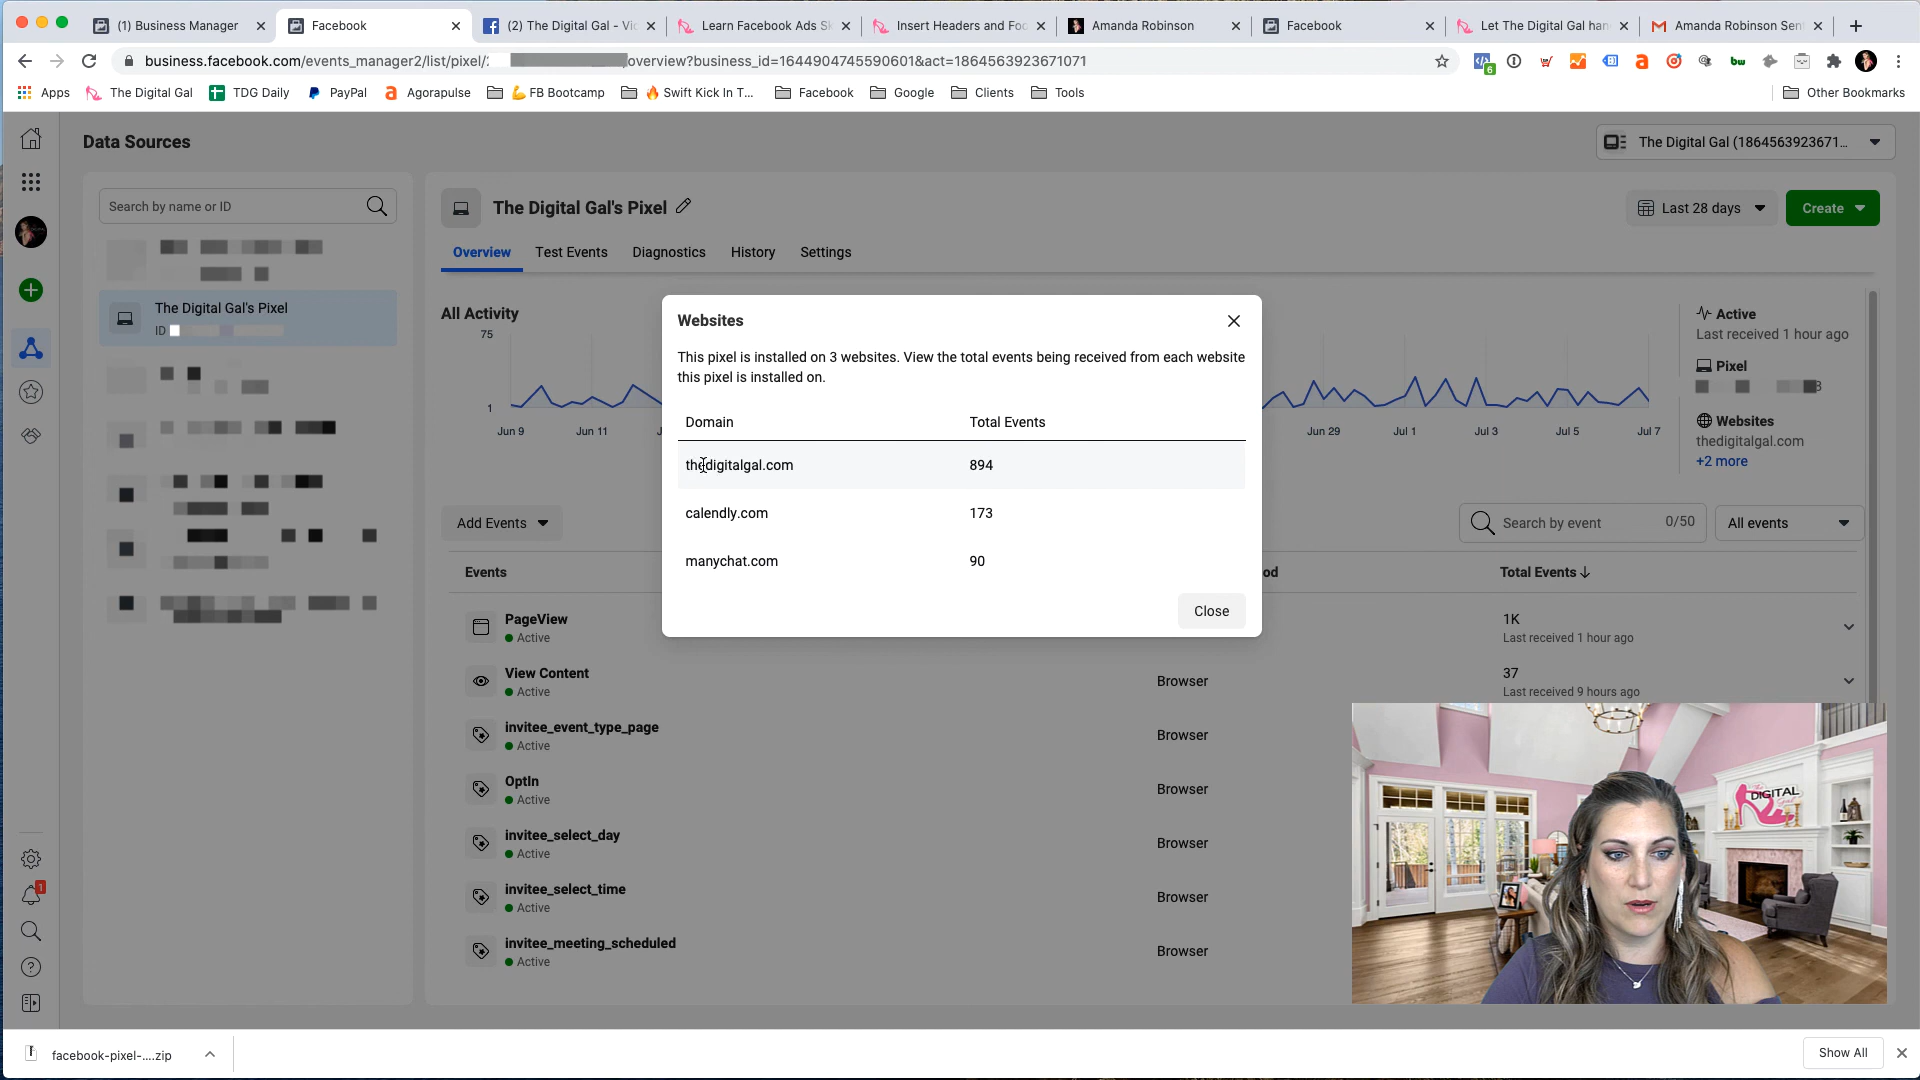 (1) Business Manager
Facebook
(2) The Digital Gal - Vid
Learn Facebook Ads Sk
Insert Headers and Foo
Amanda Robinson
Facebook
Let The Digital Gal han
Amanda Robinson Sen
business.facebook.com/events_manager2/list/pixel/
overview?business_id=1644904745590601&act=1864563923671071
6
bw
Apps
The Digital Gal
TDG Daily
PayPal
Agorapulse
FB Bootcamp
Swift Kick In T...
Facebook
Google
Clients
Tools
Other Bookmarks
Data Sources
The Digital Gal (1864563923671...
Search by name or ID
The Digital Gal's Pixel
Last 28 days
Create
Overview
Test Events
Diagnostics
History
Settings
The Digital Gal's Pixel
ID
All Activity
75
1
Jun 9
Jun 11
Jun 29
Jul 1
Jul 3
Jul 5
Jul 7
Active
Last received 1 hour ago
Pixel
Websites
thedigitalgal.com
+2 more
Websites
This pixel is installed on 3 websites. View the total events being received from each website
this pixel is installed on.
Domain
Total Events
thedigitalgal.com
894
calendly.com
173
manychat.com
90
Close
Add Events
Search by event
0/50
All events
Events
od
Total Events
PageView
Active
1K
Last received 1 hour ago
View Content
Active
Browser
37
Last received 9 hours ago
invitee_event_type_page
Active
Browser
OptIn
Active
Browser
invitee_select_day
Active
Browser
invitee_select_time
Active
Browser
invitee_meeting_scheduled
Active
Browser
DIGITAL
1
facebook-pixel-....zip
Show All